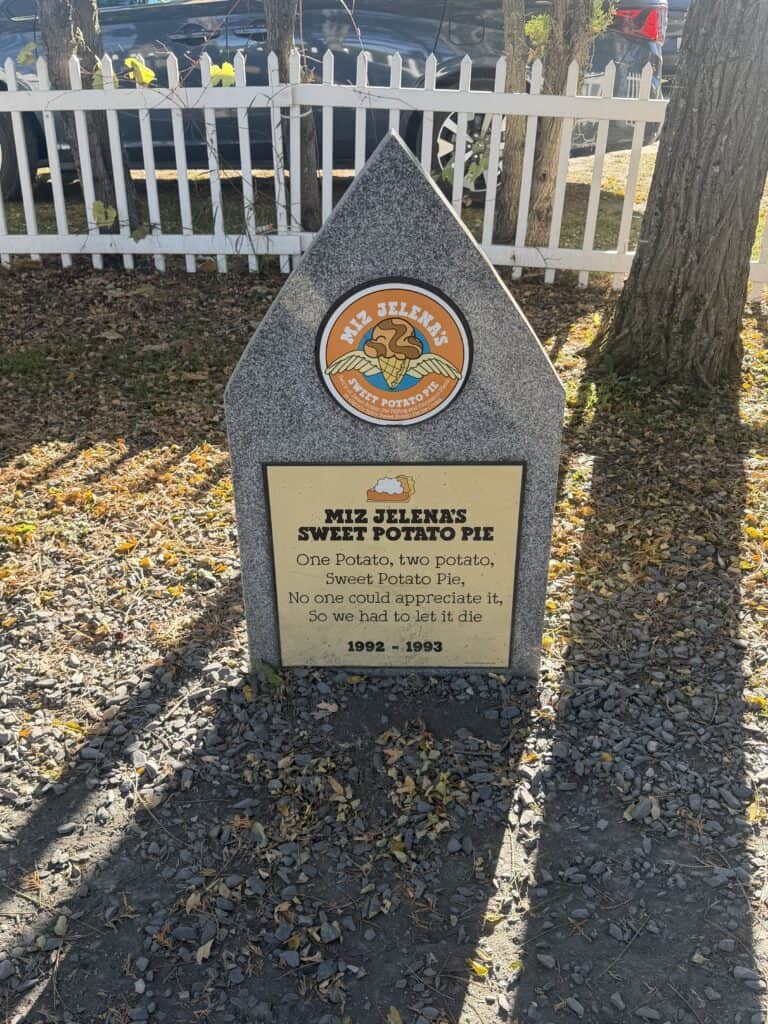 MIZ JELENA'S
SWEET POTATO PIE
MIZ JELENA'S
SWEET POTATO PIE
One Potato, two potato,
Sweet Potato Pie,
No one could appreciate it,
So we had to let it die
1992 - 1993